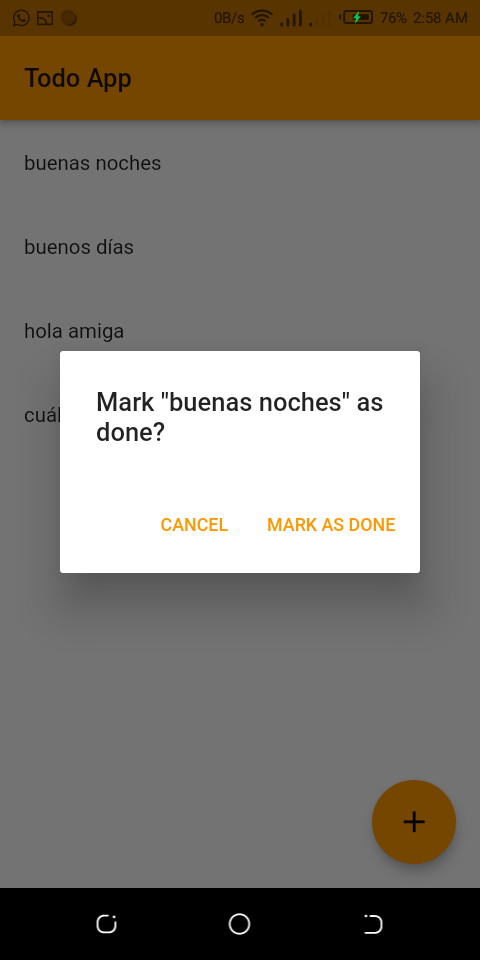 0B/s 76% 2:58 AM
Todo App
buenas noches
buenos días
hola amiga
cuál
Mark "buenas noches" as
done?
CANCEL MARK AS DONE